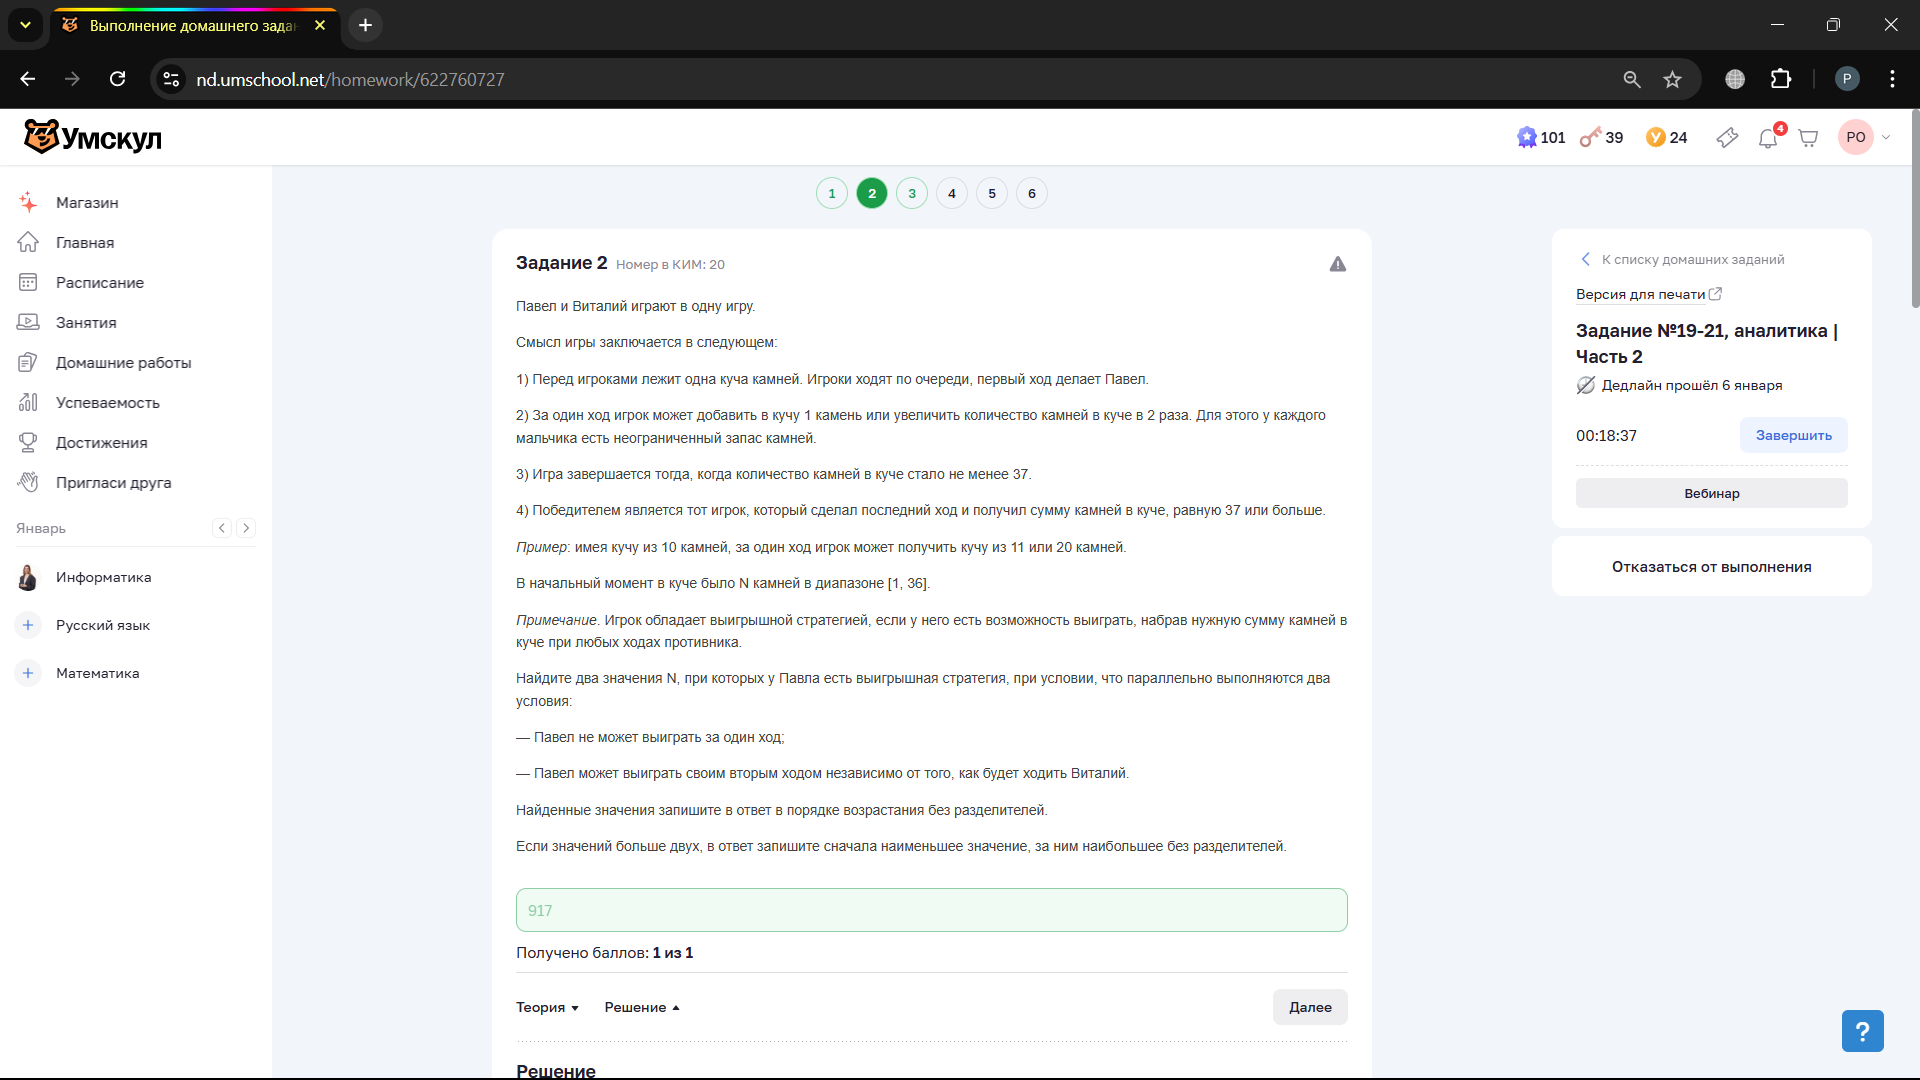 Выполнение домашнего задан
nd.umschool.net/homework/622760727
P
Умскул
101
39
24
4
PO
Магазин
Главная
Расписание
Занятия
Домашние работы
Успеваемость
Достижения
Пригласи друга
Январь
Информатика
Русский язык
Математика
1 2 3 4 5 6
Задание 2 Номер в КИМ: 20
Павел и Виталий играют в одну игру.
Смысл игры заключается в следующем:
1) Перед игроками лежит одна куча камней. Игроки ходят по очереди, первый ход делает Павел.
2) За один ход игрок может добавить в кучу 1 камень или увеличить количество камней в куче в 2 раза. Для этого у каждого
мальчика есть неограниченный запас камней.
3) Игра завершается тогда, когда количество камней в куче стало не менее 37.
4) Победителем является тот игрок, который сделал последний ход и получил сумму камней в куче, равную 37 или больше.
Пример: имея кучу из 10 камней, за один ход игрок может получить кучу из 11 или 20 камней.
В начальный момент в куче было N камней в диапазоне [1, 36].
Примечание. Игрок обладает выигрышной стратегией, если у него есть возможность выиграть, набрав нужную сумму камней в
куче при любых ходах противника.
Найдите два значения N, при которых у Павла есть выигрышная стратегия, при условии, что параллельно выполняются два
условия:
— Павел не может выиграть за один ход;
— Павел может выиграть своим вторым ходом независимо от того, как будет ходить Виталий.
Найденные значения запишите в ответ в порядке возрастания без разделителей.
Если значений больше двух, в ответ запишите сначала наименьшее значение, за ним наибольшее без разделителей.
917
Получено баллов: 1 из 1
Теория
Решение
Далее
Решение
К списку домашних заданий
Версия для печати
Задание №19-21, аналитика |
Часть 2
Дедлайн прошёл 6 января
00:18:37
Завершить
Вебинар
Отказаться от выполнения
?